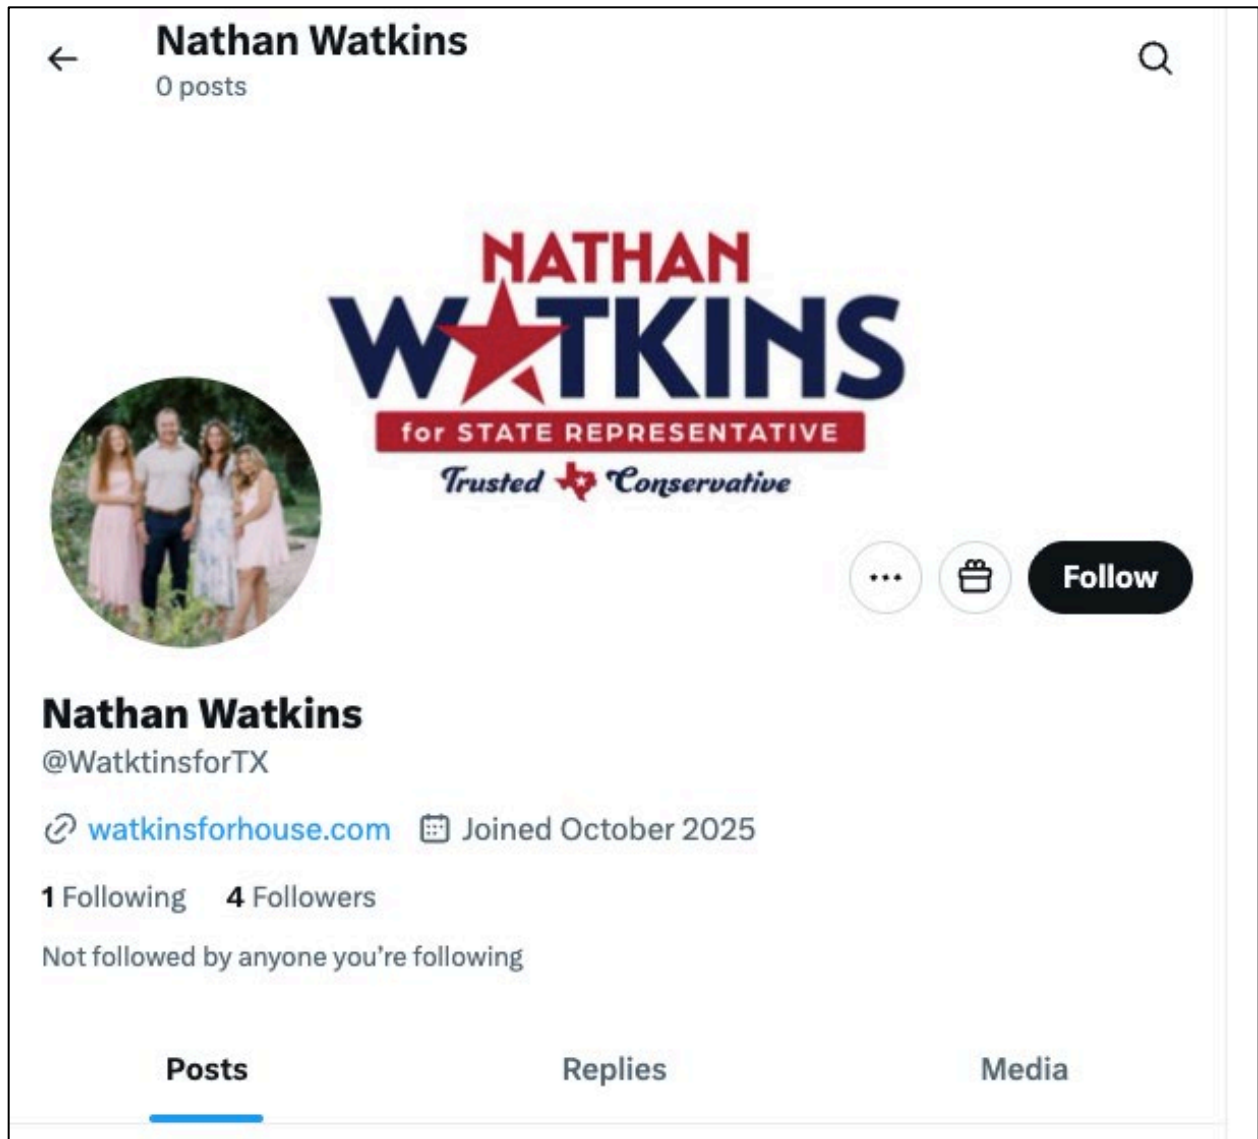 Nathan Watkins
0 posts
NATHAN
WATKINS
for STATE REPRESENTATIVE
Trusted Conservative
Follow
Nathan Watkins
@WatktinsforTX
watkinsforhouse.com Joined October 2025
1 Following 4 Followers
Not followed by anyone you’re following
Posts Replies Media